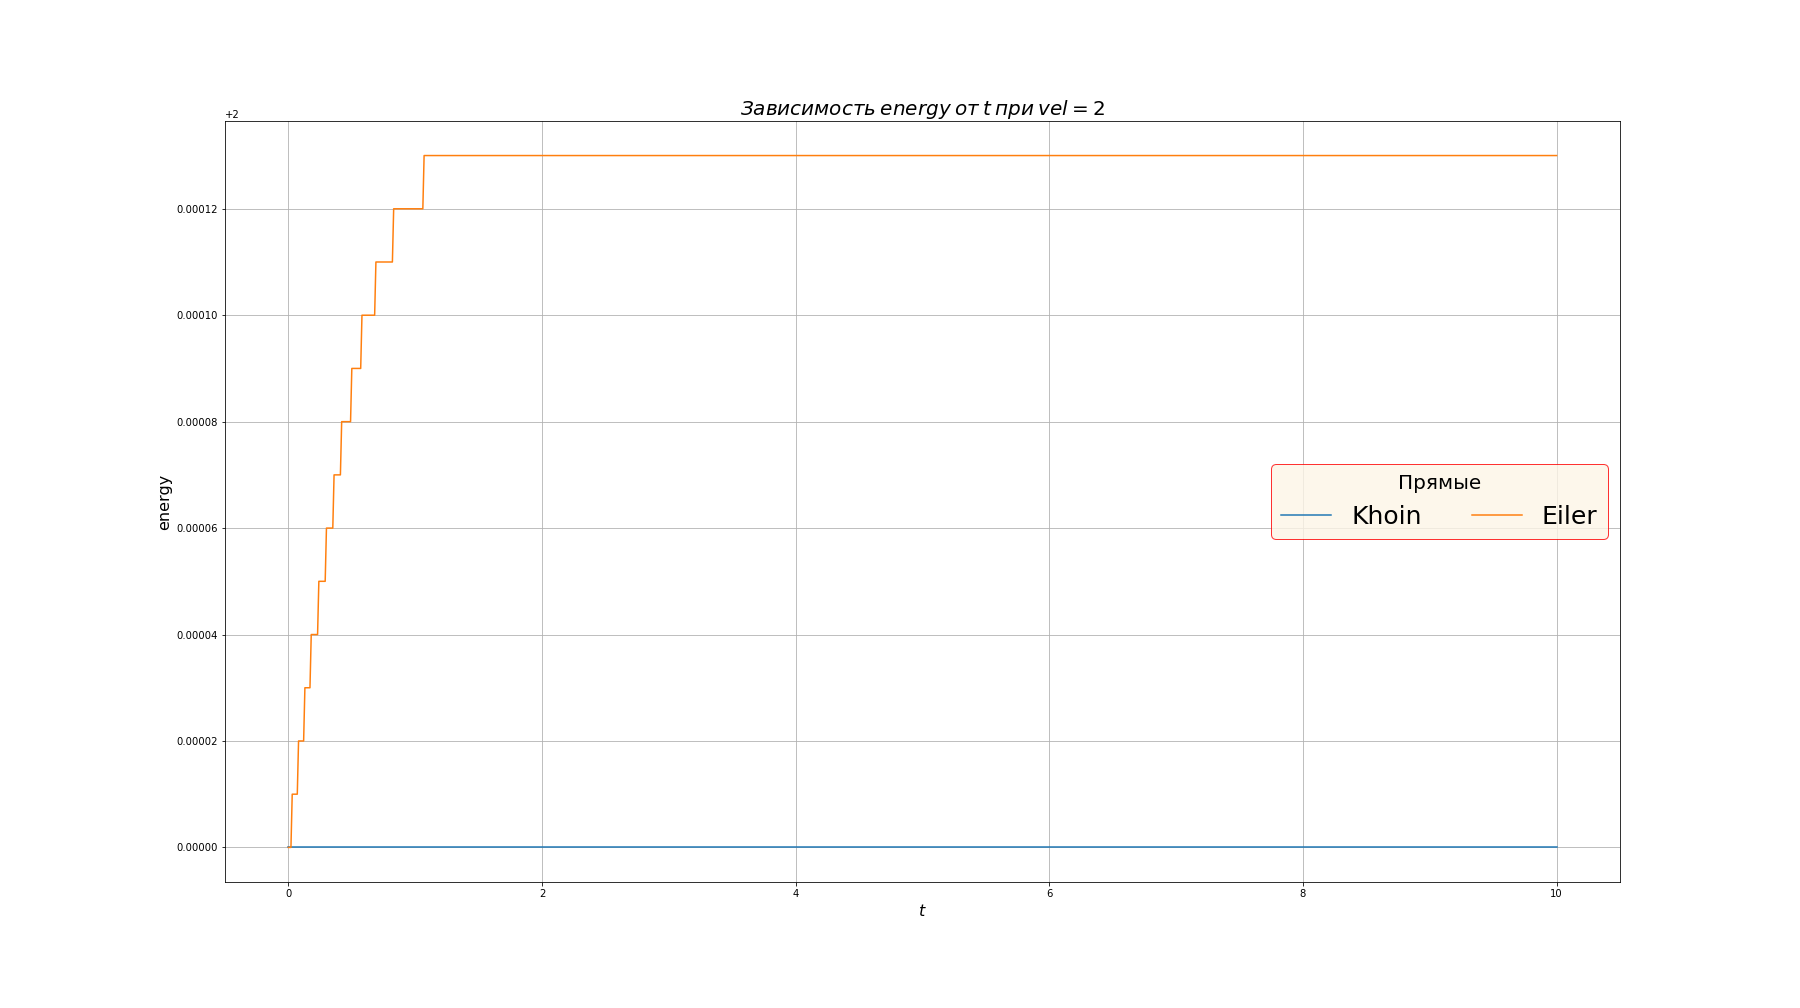 Зависимость energy от t при vel = 2
+2
0.00012
0.00010
0.00008
0.00006
0.00004
0.00002
0.00000
energy
Прямые
Khoin Eiler
0 2 4 6 8 10
t